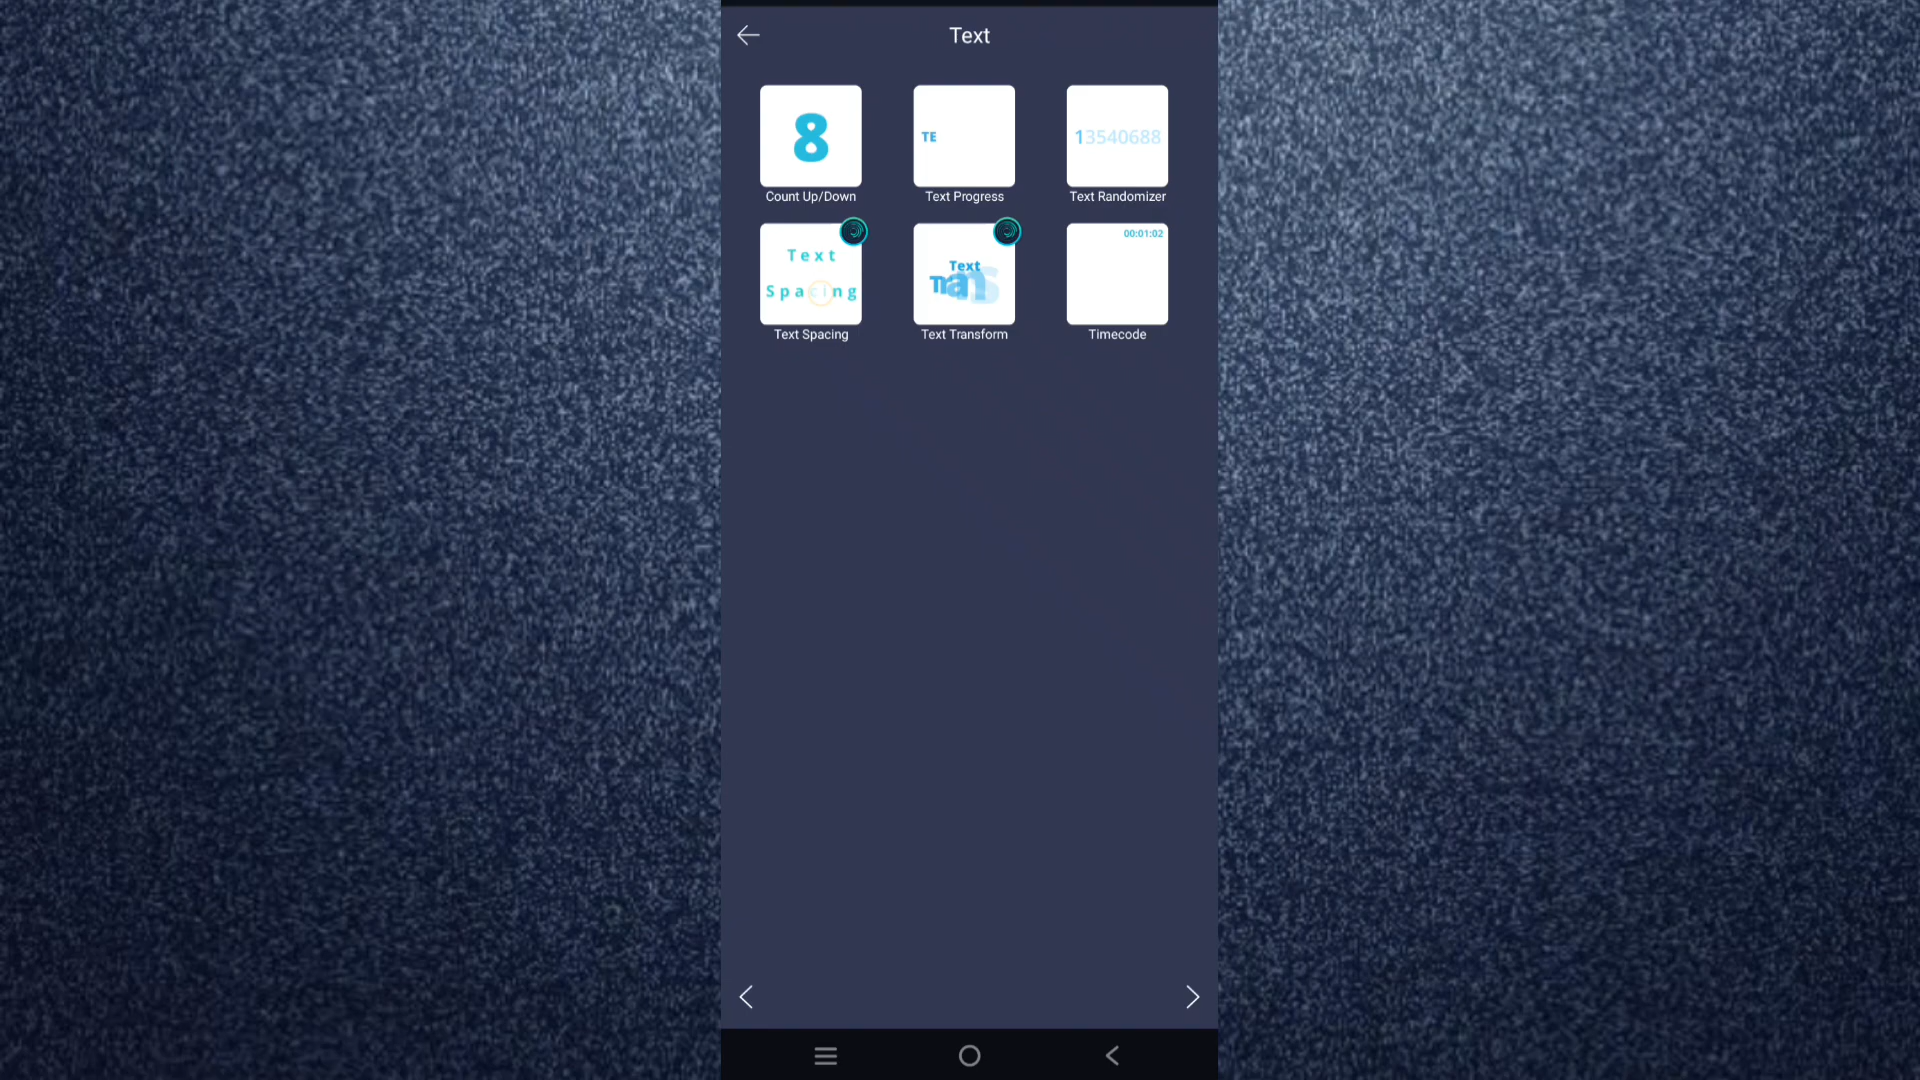 Text
8
TE
13540688
Count Up/Down
Text Progress
Text Randomizer
Text
Spacing
Text
Trans
00:01:02
Text Spacing
Text Transform
Timecode